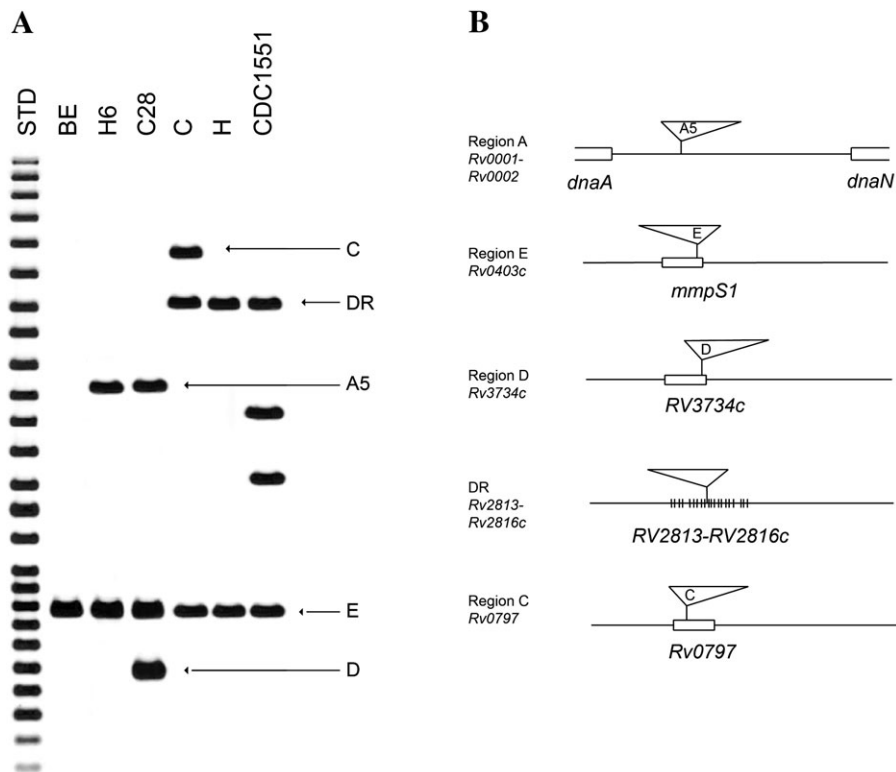 A
STD
BE
H6
C28
C
H
CDC1551
C
DR
A5
E
D
B
Region A
Rv0001-
Rv0002
A5
dnaA
dnaN
Region E
Rv0403c
E
mmpS1
Region D
Rv3734c
D
RV3734c
DR
Rv2813-
Rv2816c
RV2813-RV2816c
Region C
Rv0797
C
Rv0797